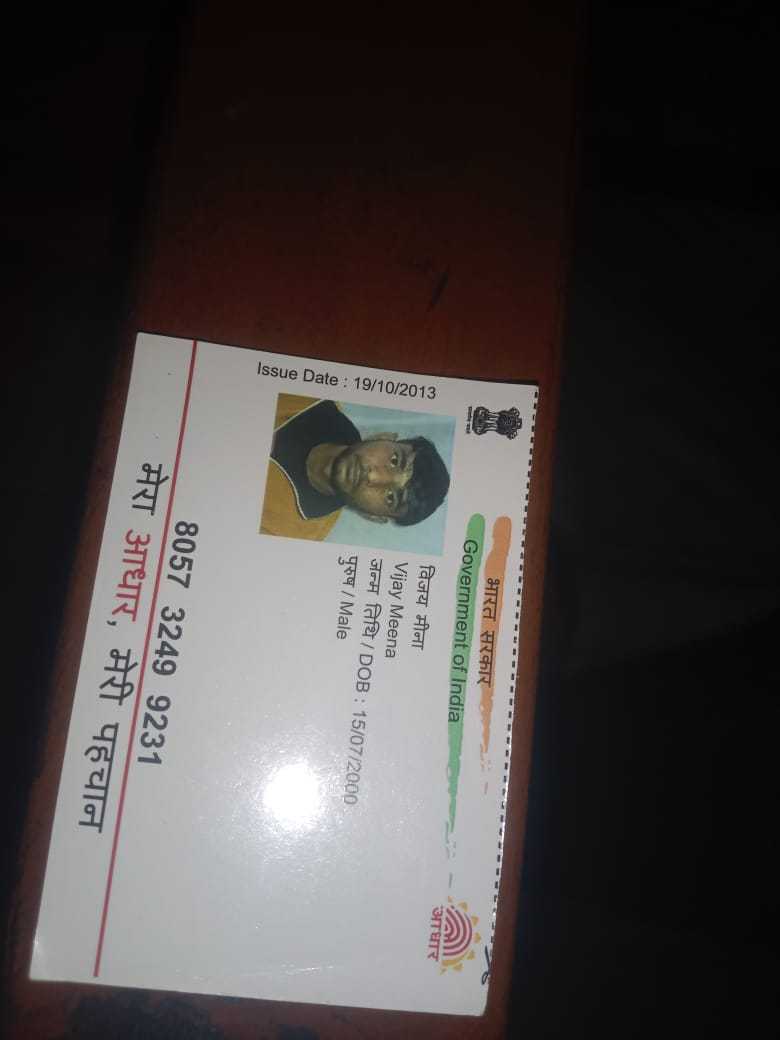 भारत सरकार
Government of India
Issue Date : 19/10/2013
विजय मीना
Vijay Meena
जन्म तिथि / DOB : 15/07/2000
पुरुष / Male
आधार
8057 3249 9231
मेरा आधार, मेरी पहचान